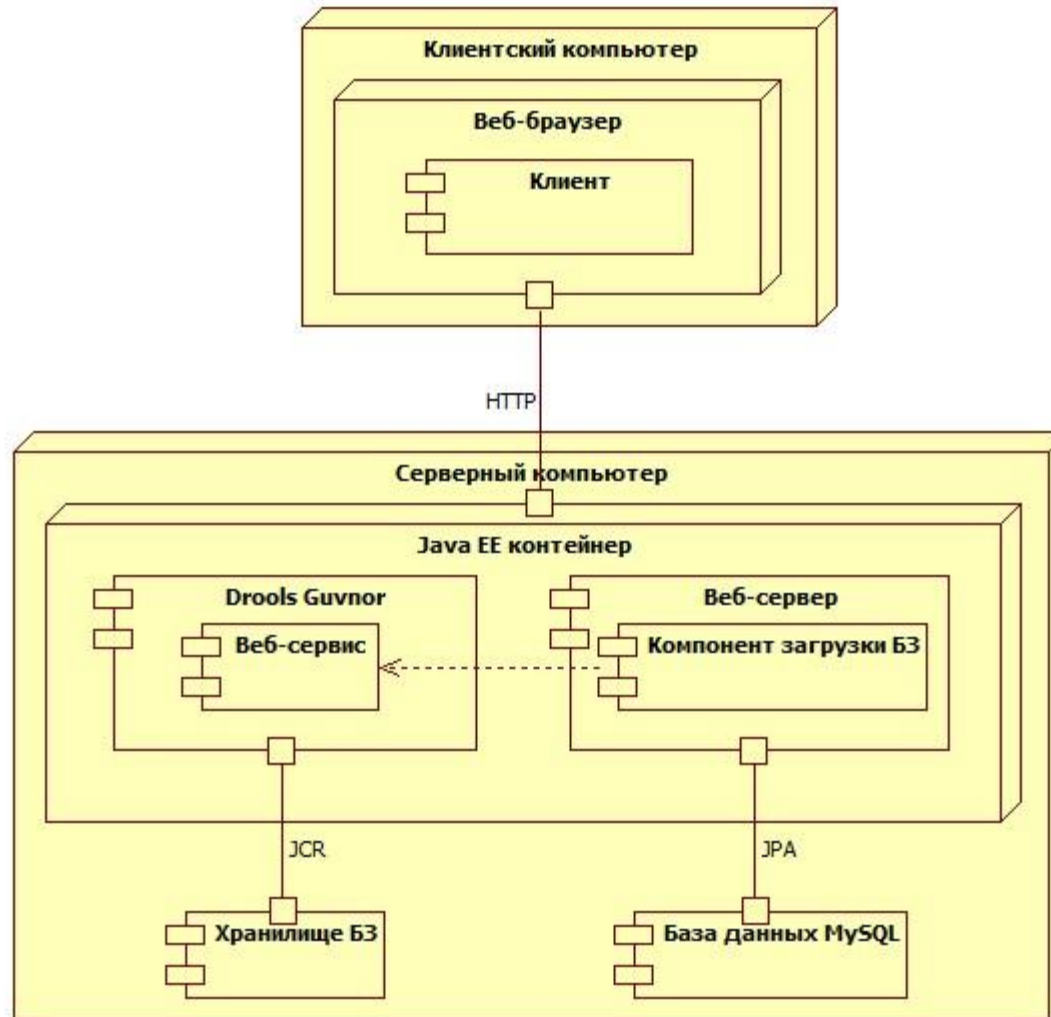 Клиентский компьютер
Веб-браузер
Клиент
HTTP
Серверный компьютер
Java EE контейнер
Drools Guvnor
Веб-сервер
Веб-сервис
Компонент загрузки БЗ
JCR
JPA
Хранилище БЗ
База данных MySQL